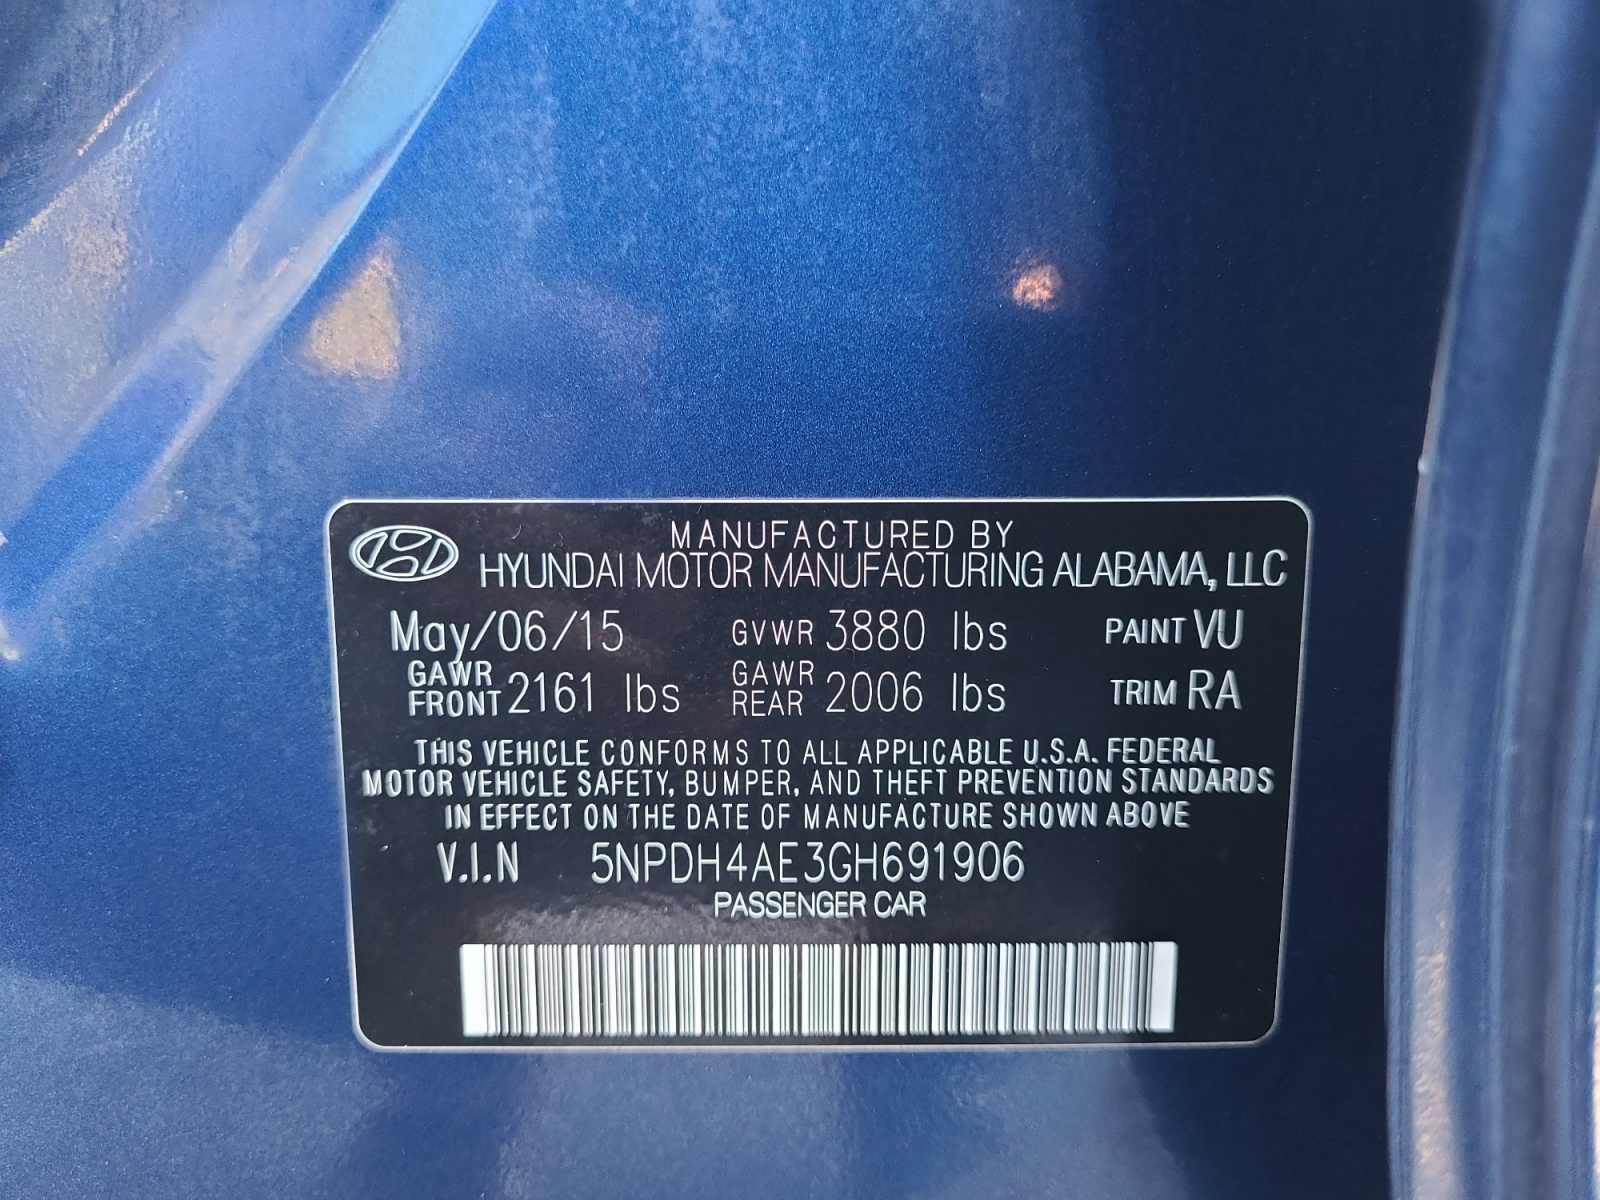 MANUFACTURED BY
HYUNDAI MOTOR MANUFACTURING ALABAMA, LLC
May/06/15 GVWR 3880 lbs PAINT VU
GAWR FRONT 2161 lbs GAWR REAR 2006 lbs TRIM RA
THIS VEHICLE CONFORMS TO ALL APPLICABLE U.S.A. FEDERAL
MOTOR VEHICLE SAFETY, BUMPER, AND THEFT PREVENTION STANDARDS
IN EFFECT ON THE DATE OF MANUFACTURE SHOWN ABOVE
V.I.N 5NPDH4AE3GH691906
PASSENGER CAR